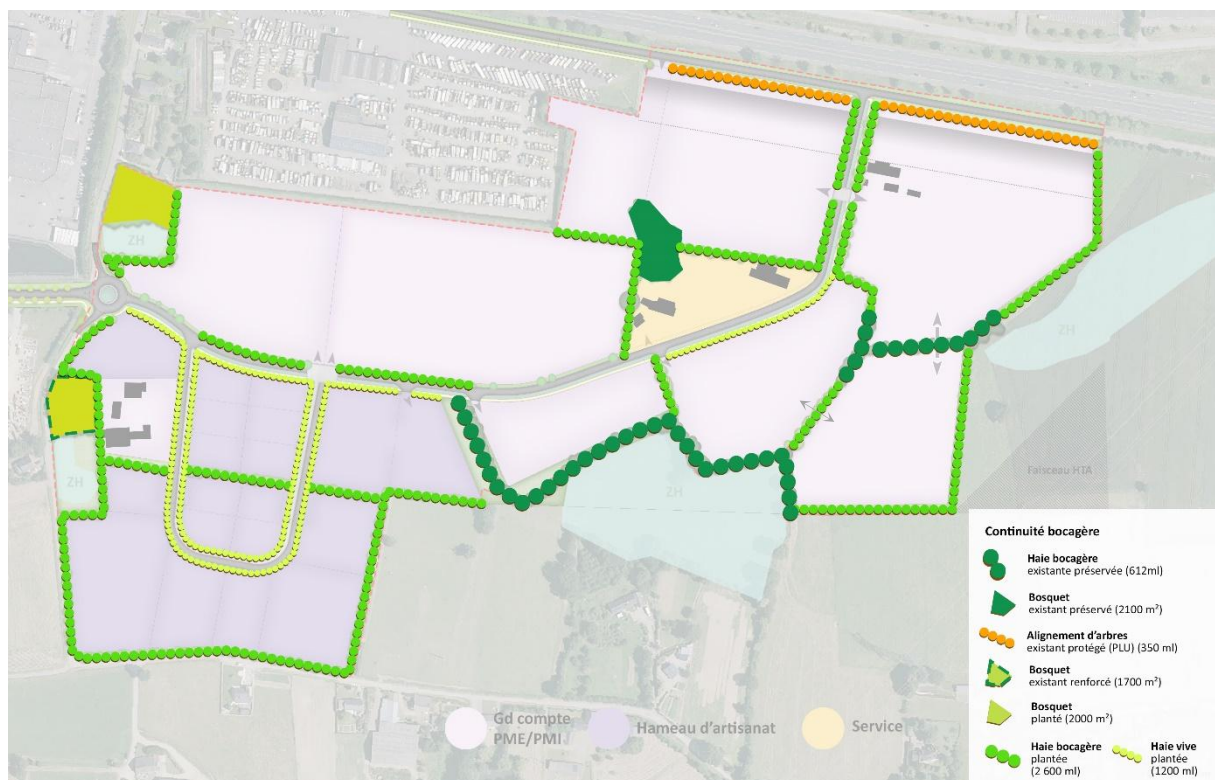 ZH
ZH
ZH
ZH
Faisceau HTA
Gd compte
PME/PMI
Hameau d'artisanat
Service
Continuité bocagère
Haie bocagère
existante préservée (612ml)
Bosquet
existant préservé (2100 m²)
Alignement d'arbres
existant protégé (PLU) (350 ml)
Bosquet
existant renforcé (1700 m²)
Bosquet
planté (2000 m²)
Haie bocagère
plantée
(2 600 ml)
Haie vive
plantée
(1200 ml)